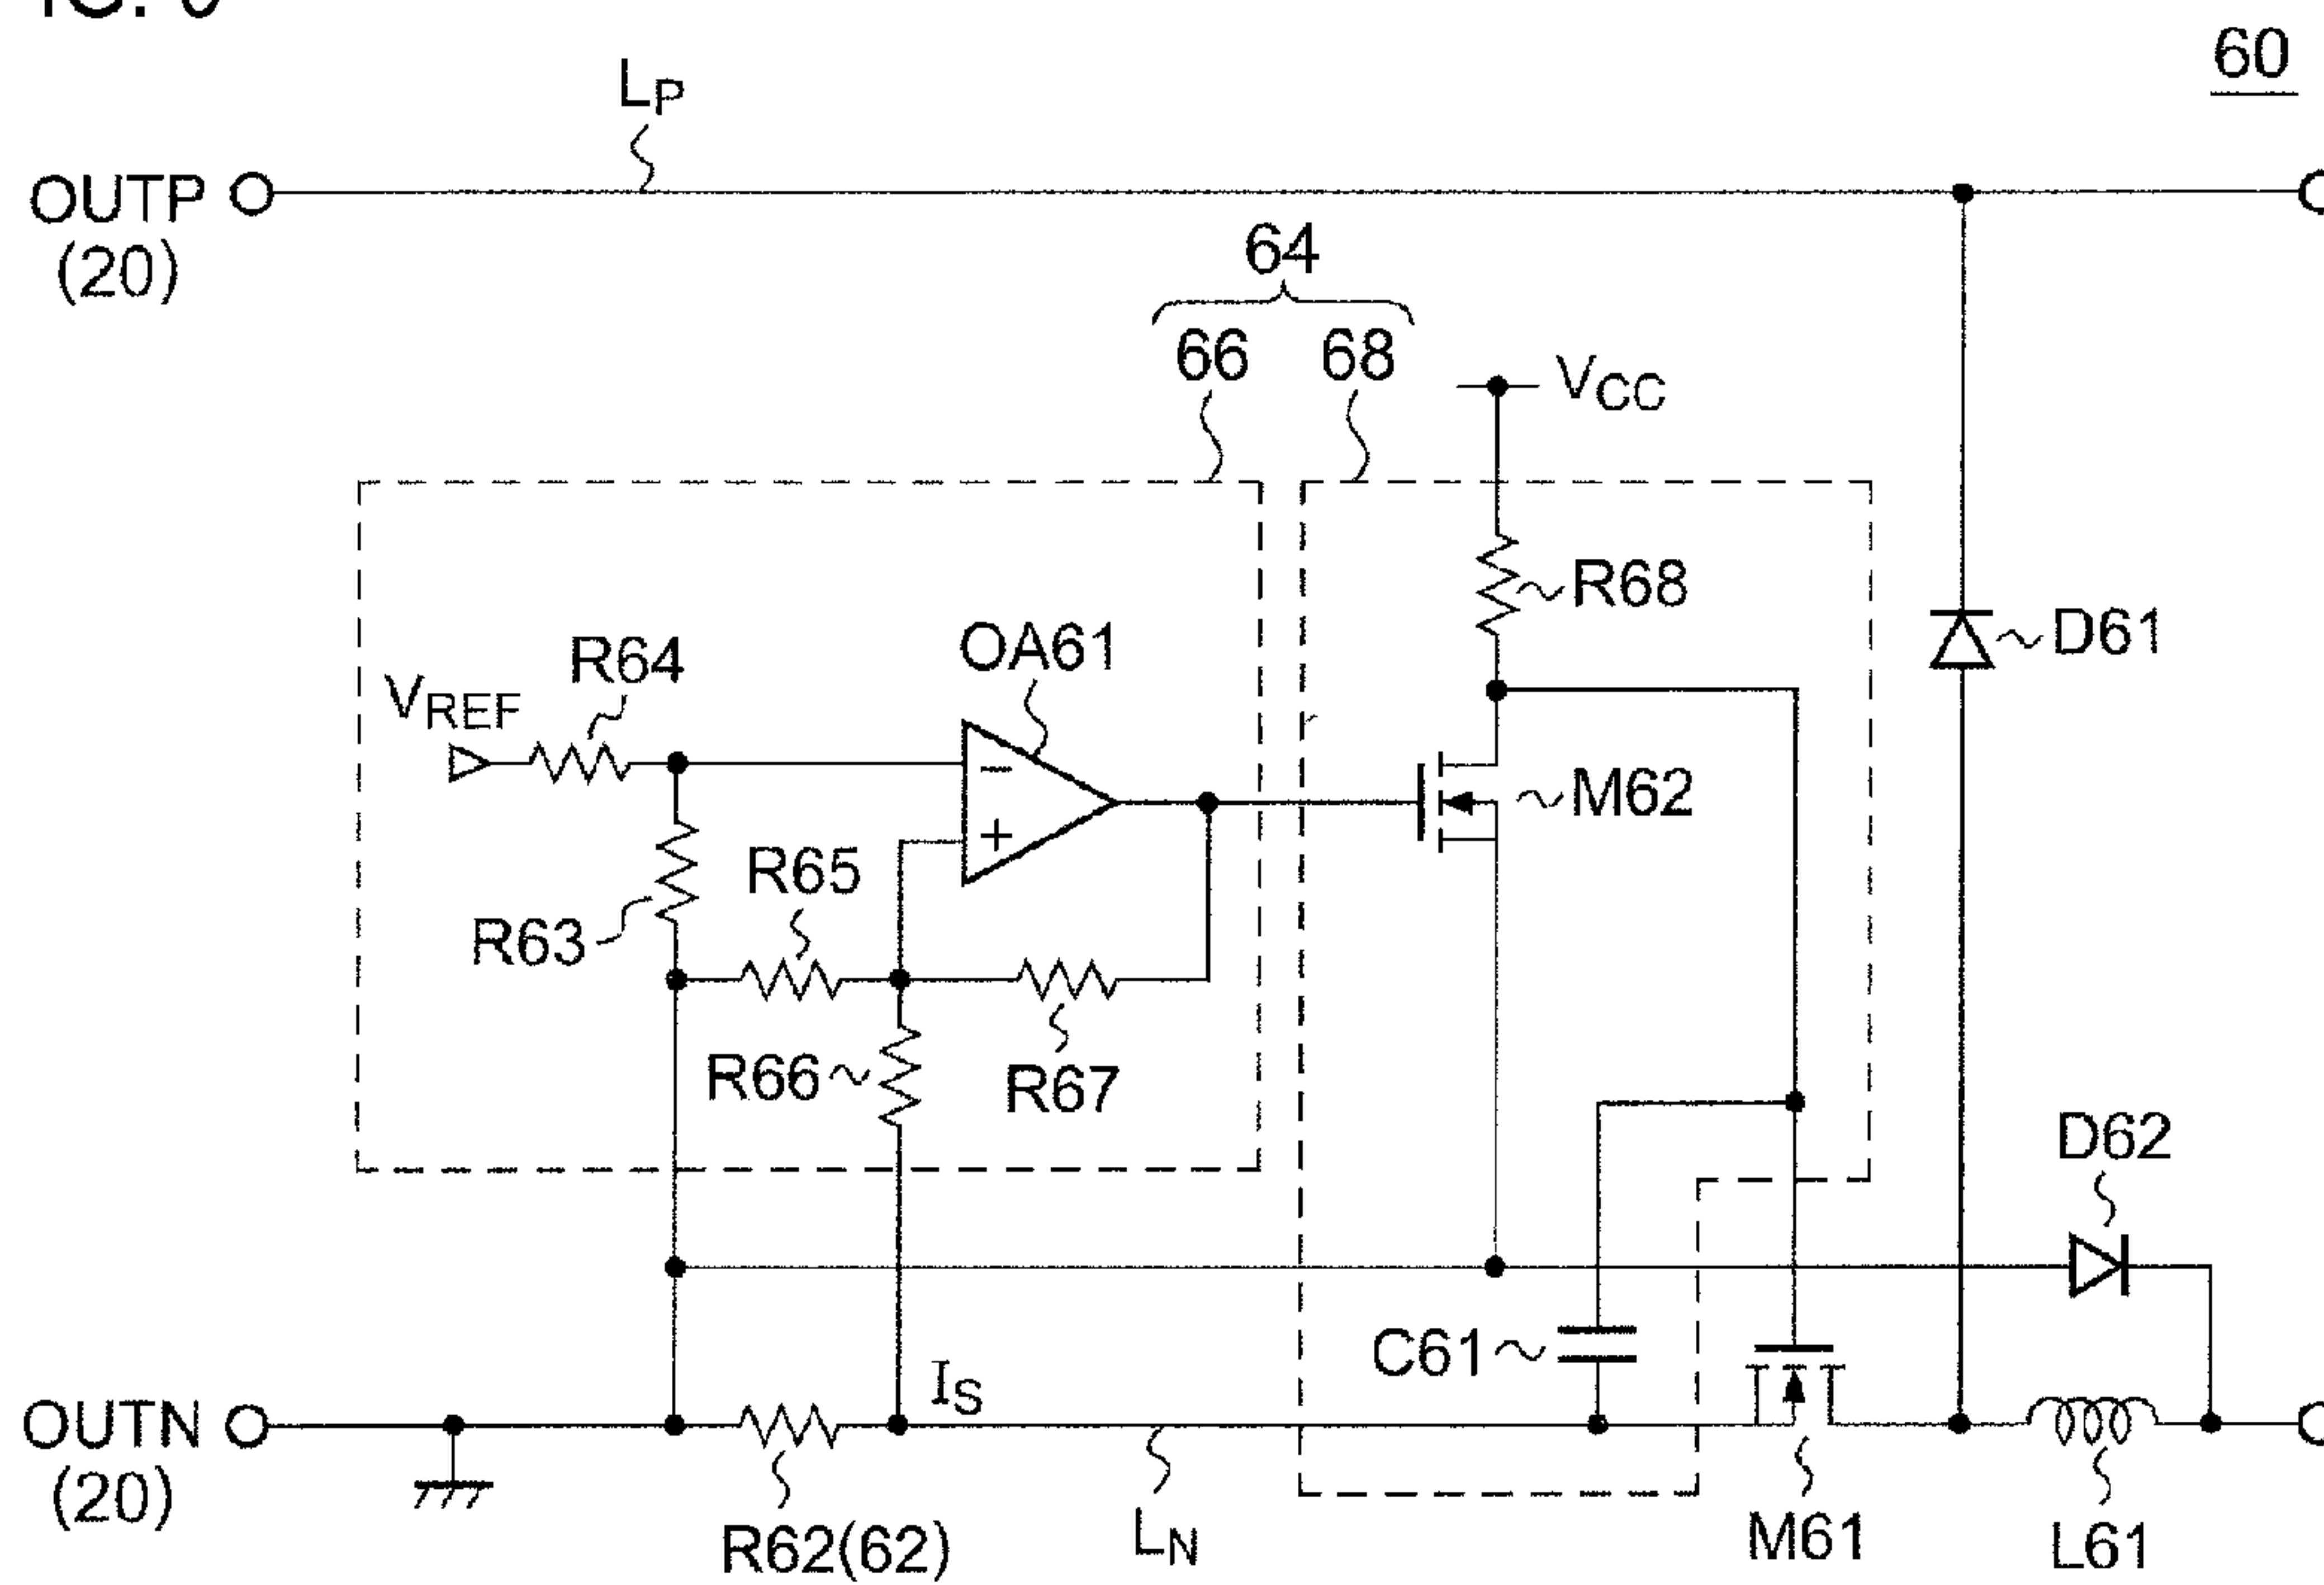 60
LP
OUTP
(20)
64
66 68
VCC
R68
D61
OA61
R64
VREF
M62
R65
R63
R66
R67
D62
C61
IS
OUTN
(20)
R62(62)
LN
M61
L61